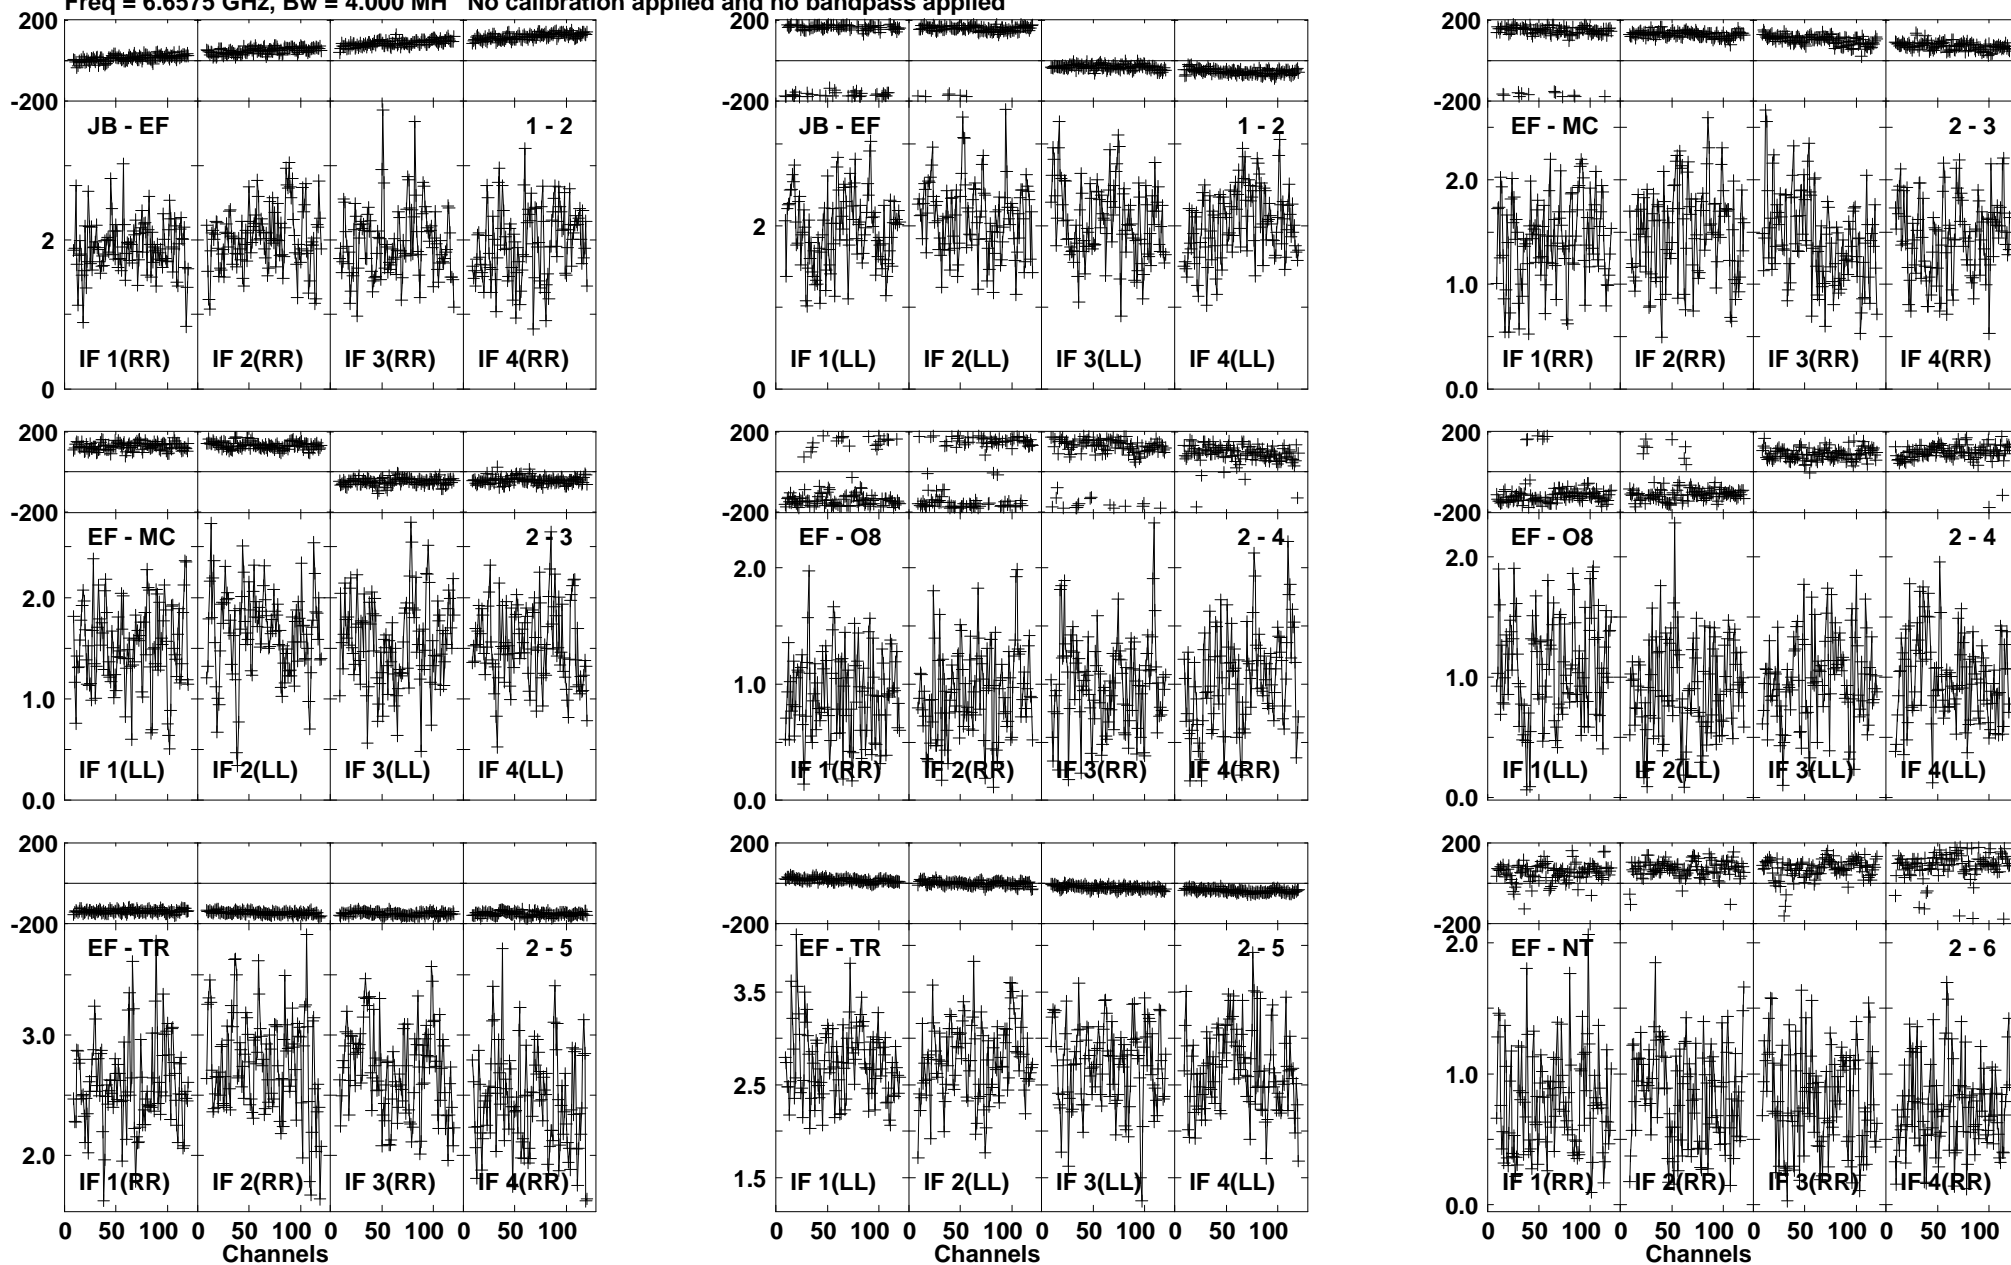 Freq = 6.6575 GHz, Bw = 4.000 MH No calibration applied and no bandpass applied
200
-200
JB - EF
1 - 2
2
0
IF 1(RR)
IF 2(RR)
IF 3(RR)
IF 4(RR)
200
-200
JB - EF
1 - 2
2
0
IF 1(LL)
IF 2(LL)
IF 3(LL)
IF 4(LL)
200
-200
EF - MC
2 - 3
2.0
1.0
0.0
IF 1(RR)
IF 2(RR)
IF 3(RR)
IF 4(RR)
200
-200
EF - MC
2 - 3
2.0
1.0
0.0
IF 1(LL)
IF 2(LL)
IF 3(LL)
IF 4(LL)
200
-200
EF - O8
2 - 4
2.0
1.0
0.0
IF 1(RR)
IF 2(RR)
IF 3(RR)
IF 4(RR)
200
-200
EF - O8
2 - 4
2.0
1.0
0.0
IF 1(LL)
IF 2(LL)
IF 3(LL)
IF 4(LL)
200
-200
EF - TR
2 - 5
3.0
2.0
IF 1(RR)
IF 2(RR)
IF 3(RR)
IF 4(RR)
0 50 100 0 50 100 0 50 100 0 50 100
Channels
200
-200
EF - TR
2 - 5
3.5
2.5
1.5
IF 1(LL)
IF 2(LL)
IF 3(LL)
IF 4(LL)
0 50 100 0 50 100 0 50 100 0 50 100
Channels
200
-200
EF - NT
2 - 6
2.0
1.0
0.0
IF 1(RR)
IF 2(RR)
IF 3(RR)
IF 4(RR)
0 50 100 0 50 100 0 50 100 0 50 100
Channels